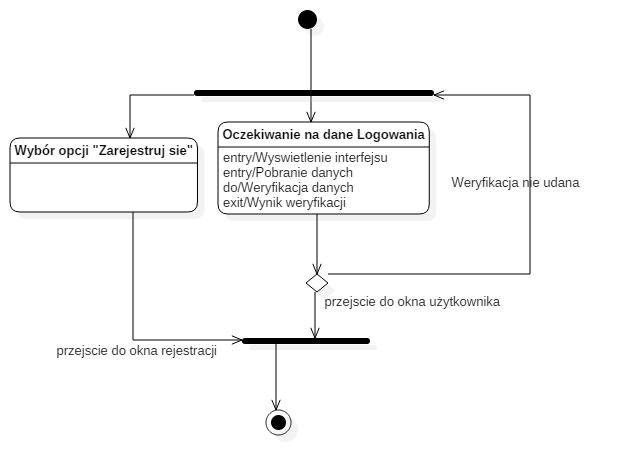 Oczekiwanie na dane Logowania
Wybór opcji "Zarejestruj sie"
entry/Wyswietlenie interfejsu
entry/Pobranie danych
do/Weryfikacja danych
exit/Wynik weryfikacji
Weryfikacja nie udana
przejscie do okna użytkownika
przejscie do okna rejestracji